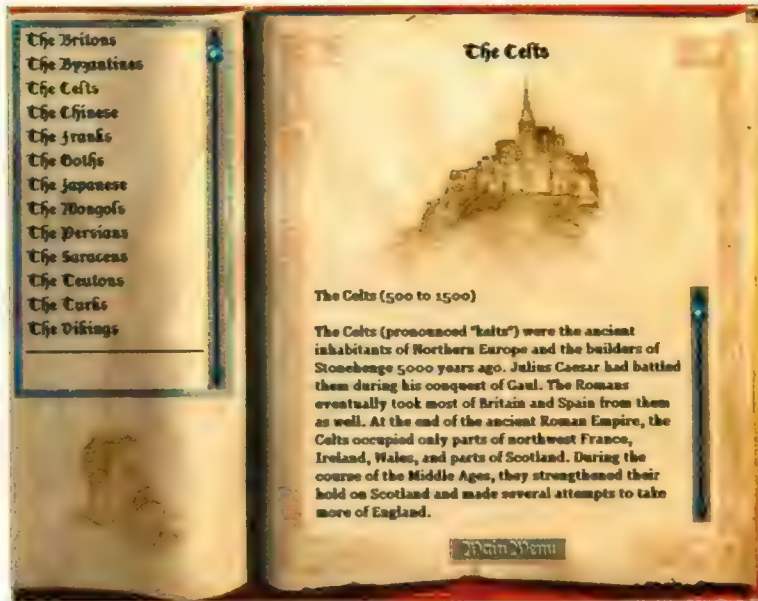 The Britons
The Byzantines
The Celts
The Chinese
The Franks
The Goths
The Japanese
The Mongols
The Persians
The Saracens
The Teutons
The Turks
The Vikings
The Celts
The Celts (500 to 1500)
The Celts (pronounced "kelts") were the ancient
inhabitants of Northern Europe and the builders of
Stonehenge 5000 years ago. Julius Caesar had battled
them during his conquest of Gaul. The Romans
eventually took most of Britain and Spain from them
as well. At the end of the ancient Roman Empire, the
Celts occupied only parts of northwest France,
Ireland, Wales, and parts of Scotland. During the
course of the Middle Ages, they strengthened their
hold on Scotland and made several attempts to take
more of England.
Main Menu